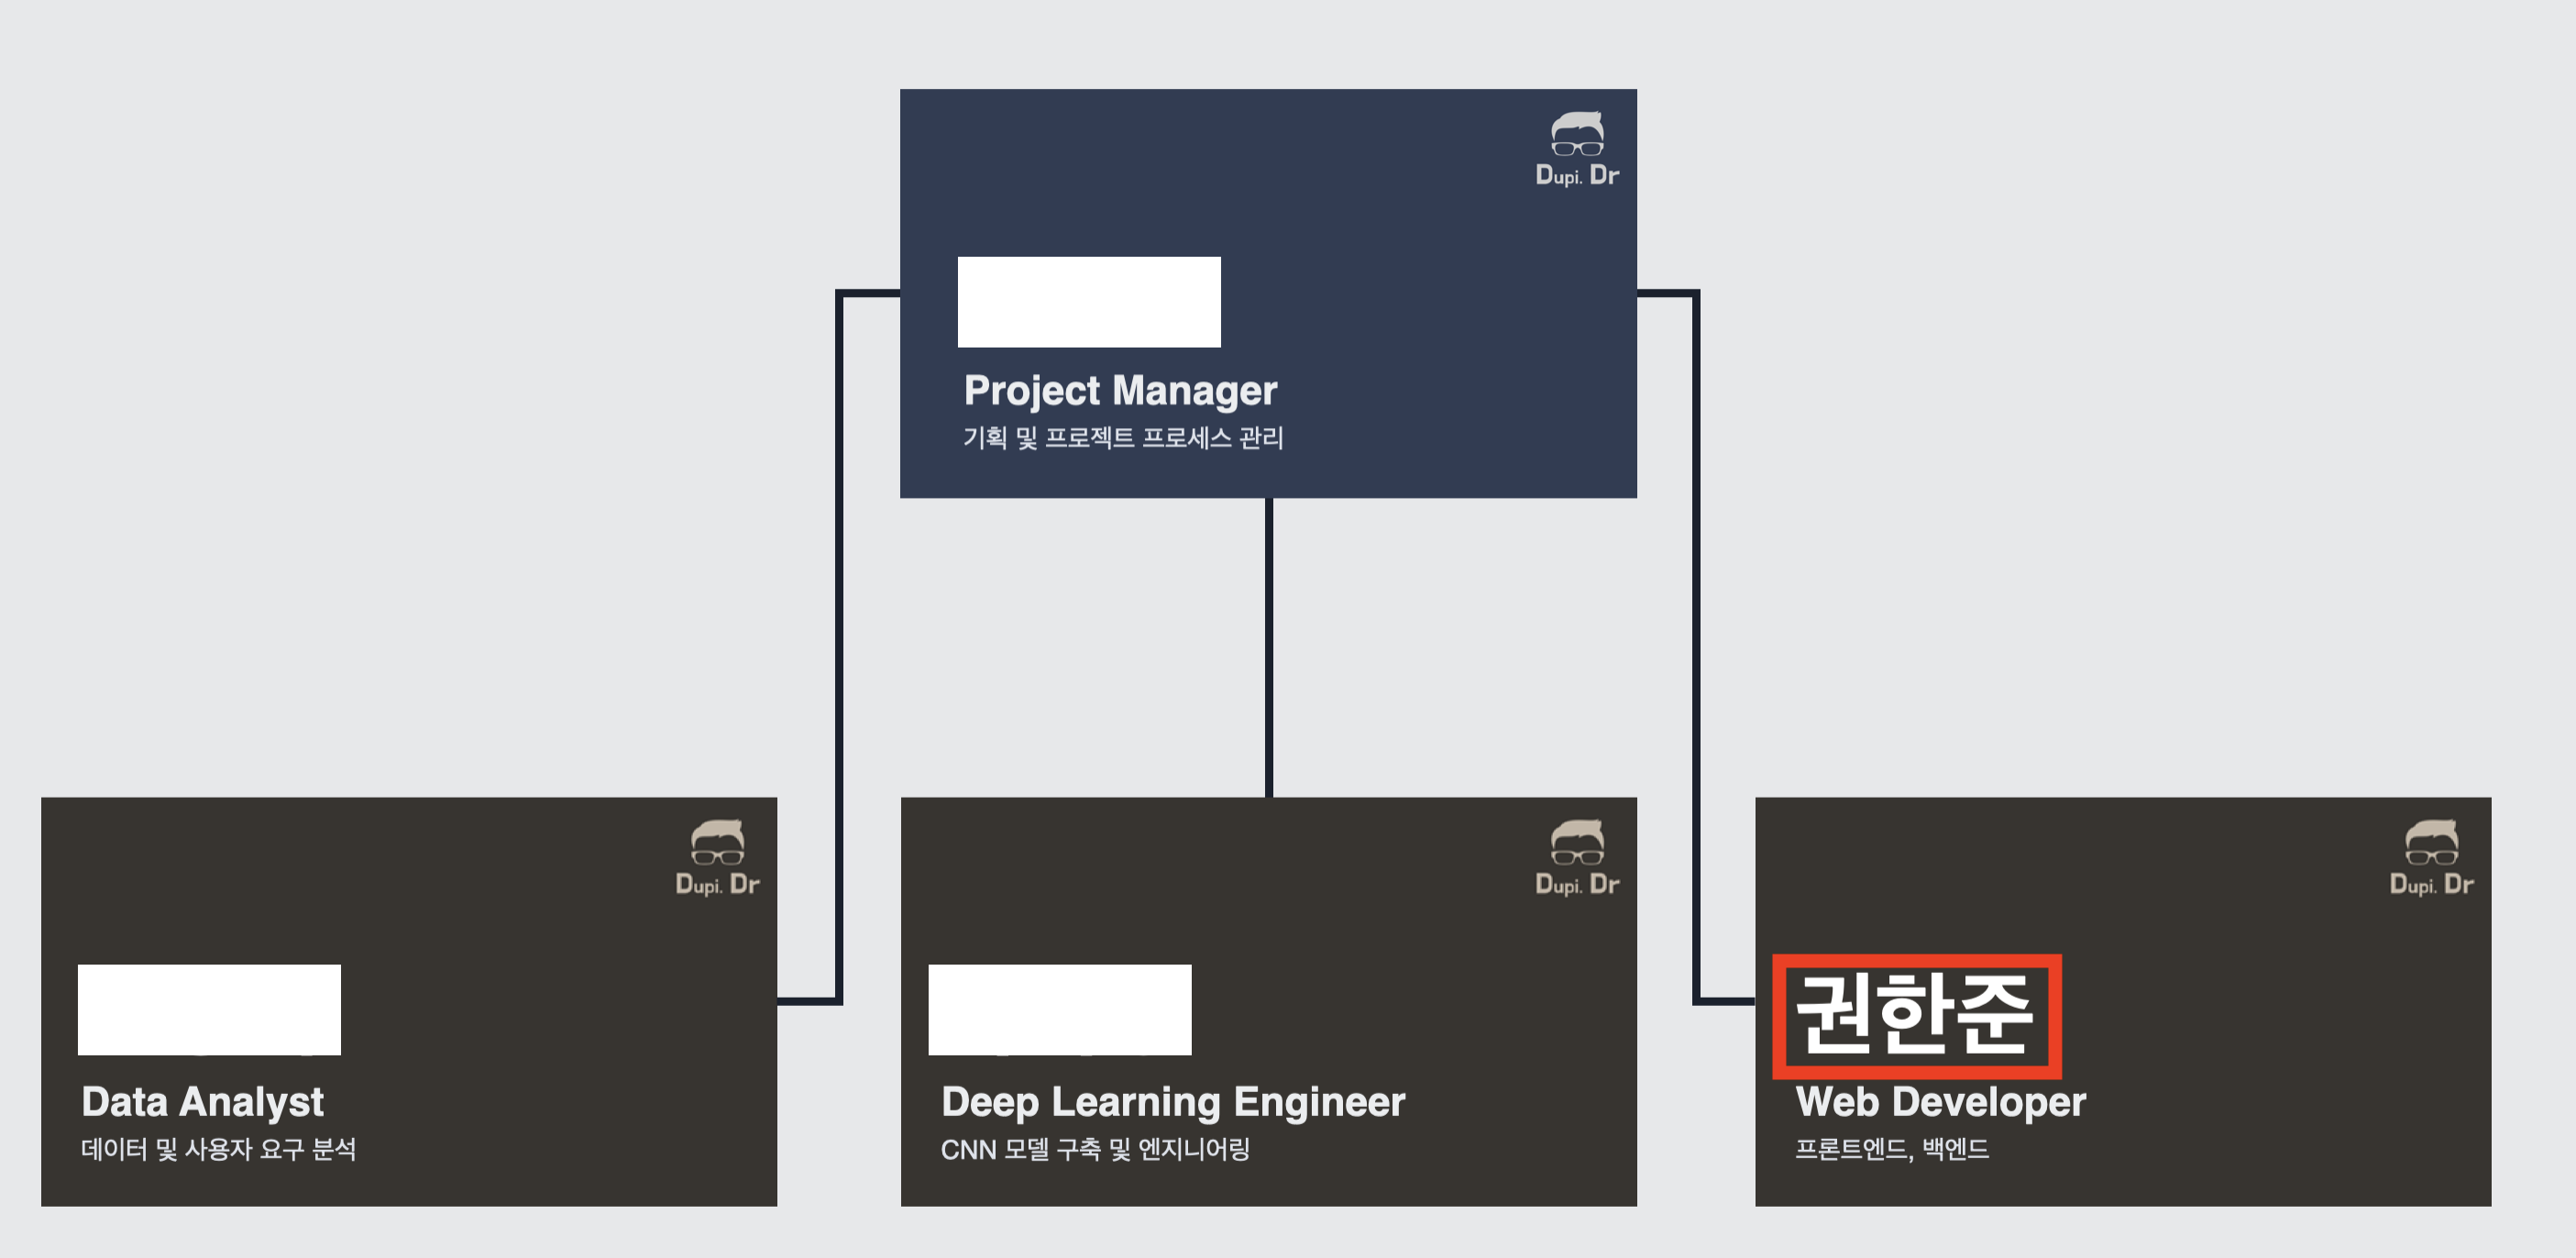 Dupi. Dr
Project Manager
기획 및 프로젝트 프로세스 관리
Dupi. Dr
Data Analyst
데이터 및 사용자 요구 분석
Dupi. Dr
Deep Learning Engineer
CNN 모델 구축 및 엔지니어링
Dupi. Dr
권한준
Web Developer
프론트엔드, 백엔드